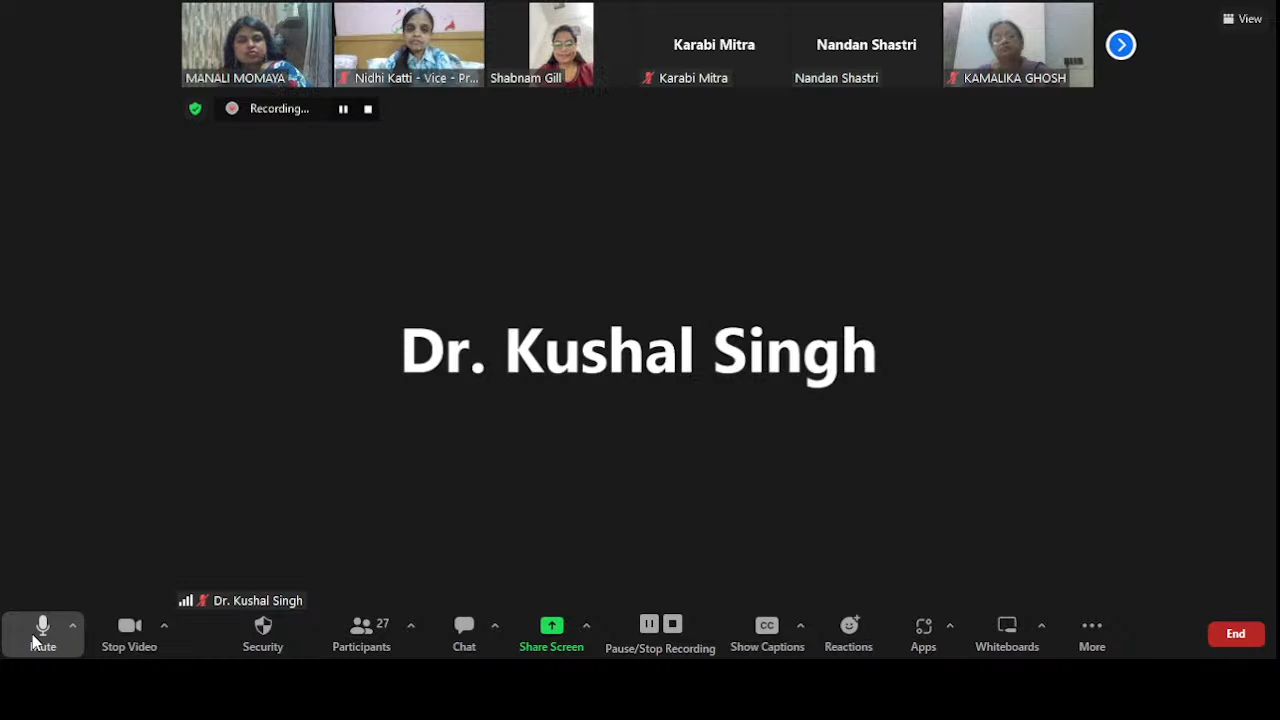 Karabi Mitra
Nandan Shastri
View
MANALI MOMAYA
Nidhi Katti - Vice - Pr...
Shabnam Gill
Karabi Mitra
Nandan Shastri
KAMALIKA GHOSH
Recording...
Dr. Kushal Singh
Dr. Kushal Singh
Mute
Stop Video
Security
Participants
27
Chat
Share Screen
Pause/Stop Recording
CC
Show Captions
Reactions
Apps
Whiteboards
More
End